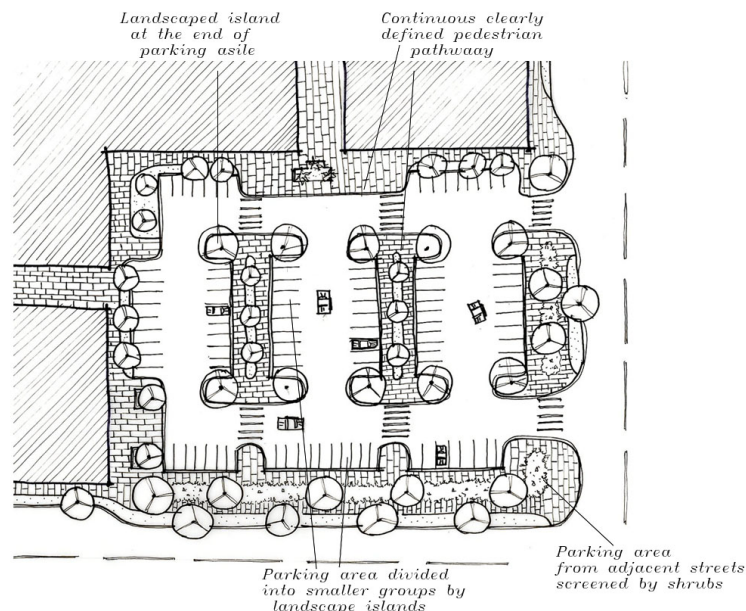 Landscaped island
at the end of
parking asile
Continuous clearly
defined pedestrian
pathwaay
Parking area divided
into smaller groups by
landscape islands
Parking area
from adjacent streets
screened by shrubs